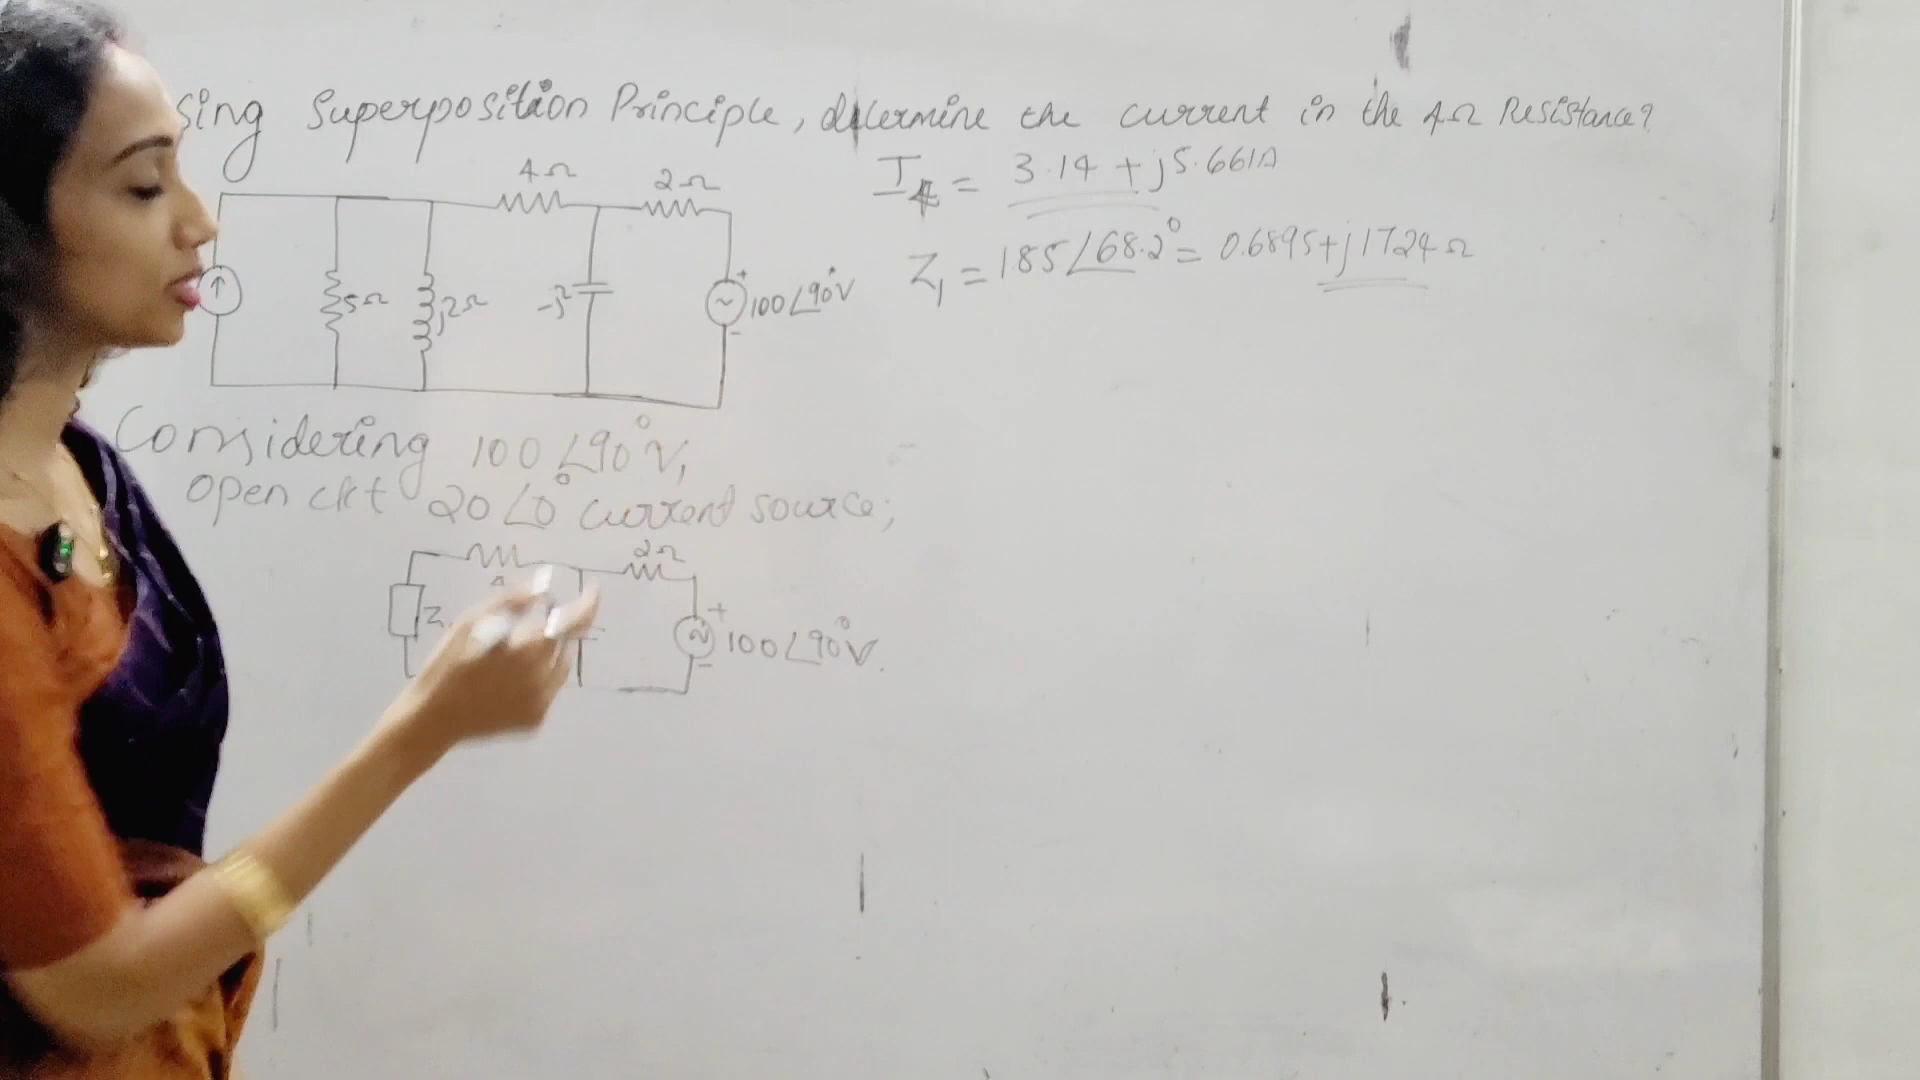 sing Superposition Principle, determine the current in the 4Ω Resistance?
I₄ = 3.14 + j5.661A
Z₁ = 1.85∠68.2° = 0.6895+j1.724Ω
4Ω
2Ω
5Ω
j2Ω
-j2
+
100∠90°V
-
Considering 100∠90°V,
open ckt 20∠0° current source;
2Ω
Z
+
100∠90°V.
-